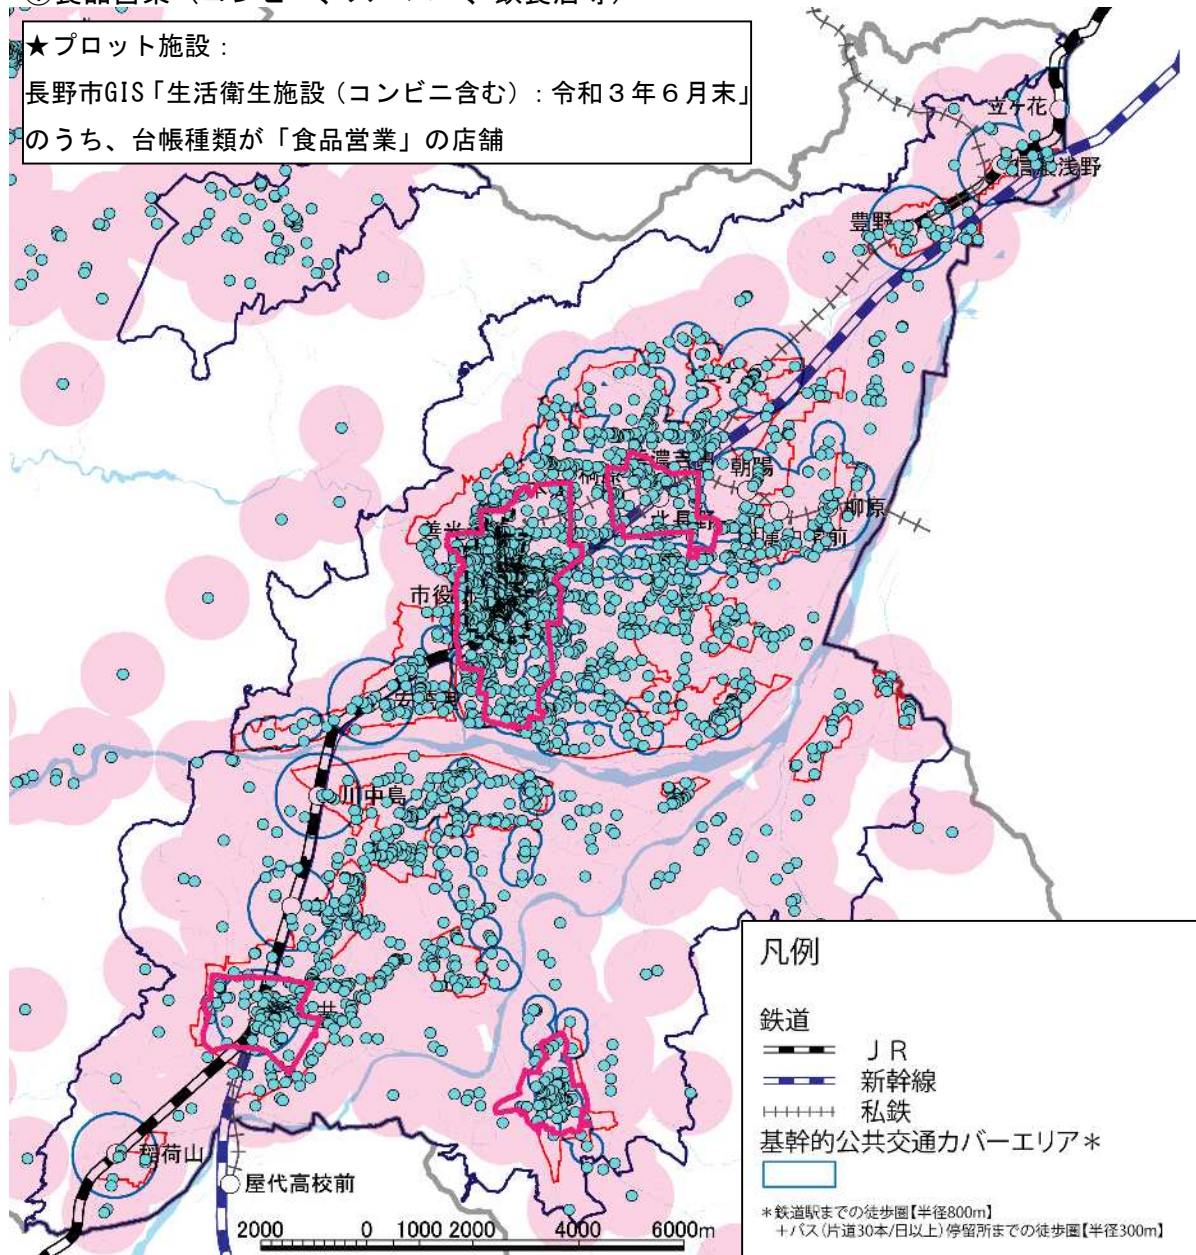 ★プロット施設：
長野市GIS「生活衛生施設（コンビニ含む）：令和３年６月末」
のうち、台帳種類が「食品営業」の店舗
立ケ花
信濃浅野
豊野
朝陽
柳原
北長野
前
市役
川中島
稲荷山
屋代高校前
2000 0 1000 2000 4000 6000m
凡例
鉄道
ＪＲ
新幹線
私鉄
基幹的公共交通カバーエリア＊
＊鉄道駅までの徒歩圏【半径800m】
＋バス（片道30本/日以上）停留所までの徒歩圏【半径300m】